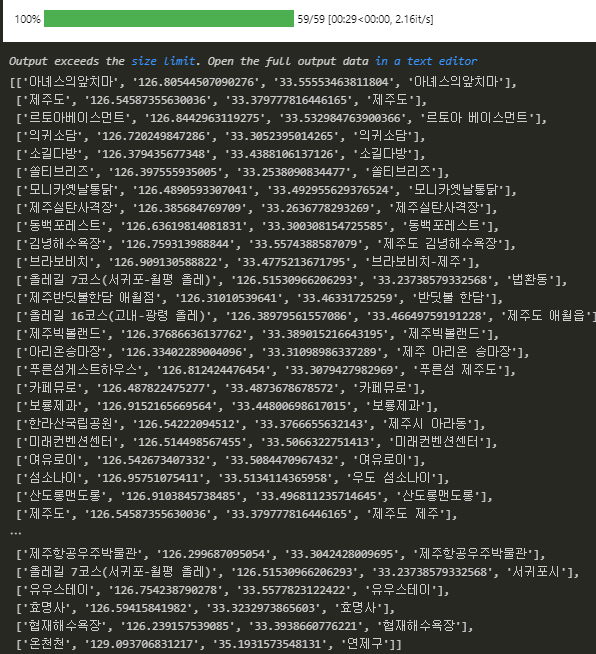 100% 59/59 [00:29<00:00, 2.16it/s]
Output exceeds the size limit. Open the full output data in a text editor
[['아녜스의앞치마', '126.80544507090276', '33.55553463811804', '아녜스의앞치마'],
['제주도', '126.54587355630036', '33.379777816446165', '제주도'],
['르토아베이스먼트', '126.8442963119275', '33.532984763900366', '르토아 베이스먼트'],
['의귀소담', '126.720249847286', '33.3052395014265', '의귀소담'],
['소길다방', '126.379435677348', '33.4388106137126', '소길다방'],
['쏠티브리즈', '126.397555935005', '33.2538090834477', '쏠티브리즈'],
['모니카옛날통닭', '126.4890593307041', '33.492955629376524', '모니카옛날통닭'],
['제주실탄사격장', '126.385684769709', '33.2636778293269', '제주실탄사격장'],
['동백포레스트', '126.63619814081831', '33.300308154725585', '동백포레스트'],
['김녕해수욕장', '126.759313988844', '33.5574388587079', '제주도 김녕해수욕장'],
['브라보비치', '126.909130588822', '33.4775213671795', '브라보비치-제주'],
['올레길 7코스(서귀포-월평 올레)', '126.51530966206293', '33.23738579332568', '법환동'],
['제주반딧불한담 애월점', '126.31010539641', '33.46331725259', '반딧불 한담'],
['올레길 16코스(고내-광령 올레)', '126.38979561557086', '33.46649759191228', '제주도 애월읍'],
['제주빅볼랜드', '126.37686636137762', '33.389015216643195', '제주빅볼랜드'],
['아리온승마장', '126.33402289004096', '33.31098986337289', '제주 아리온 승마장'],
['푸른섬게스트하우스', '126.812424476454', '33.3079427982969', '푸른섬 제주도'],
['카페뮤로', '126.487822475277', '33.4873678678572', '카페뮤로'],
['보룡제과', '126.9152165669564', '33.44800698617015', '보룡제과'],
['한라산국립공원', '126.54222094512', '33.3766655632143', '제주시 아라동'],
['미래컨벤션센터', '126.514498567455', '33.5066322751413', '미래컨벤션센터'],
['여유로이', '126.542673407332', '33.5084470967432', '여유로이'],
['섬소나이', '126.95751075411', '33.5134114365958', '우도 섬소나이'],
['산도롱맨도롱', '126.9103845738485', '33.496811235714645', '산도롱맨도롱'],
['제주도', '126.54587355630036', '33.379777816446165', '제주도 제주'],
...
['제주항공우주박물관', '126.299687095054', '33.3042428009695', '제주항공우주박물관'],
['올레길 7코스(서귀포-월평 올레)', '126.51530966206293', '33.23738579332568', '서귀포시'],
['유우스테이', '126.754238790278', '33.5577823122422', '유우스테이'],
['효명사', '126.59415841982', '33.3232973865603', '효명사'],
['협재해수욕장', '126.239157539085', '33.3938660776221', '협재해수욕장'],
['온천천', '129.093706831217', '35.1931573548131', '연제구']]